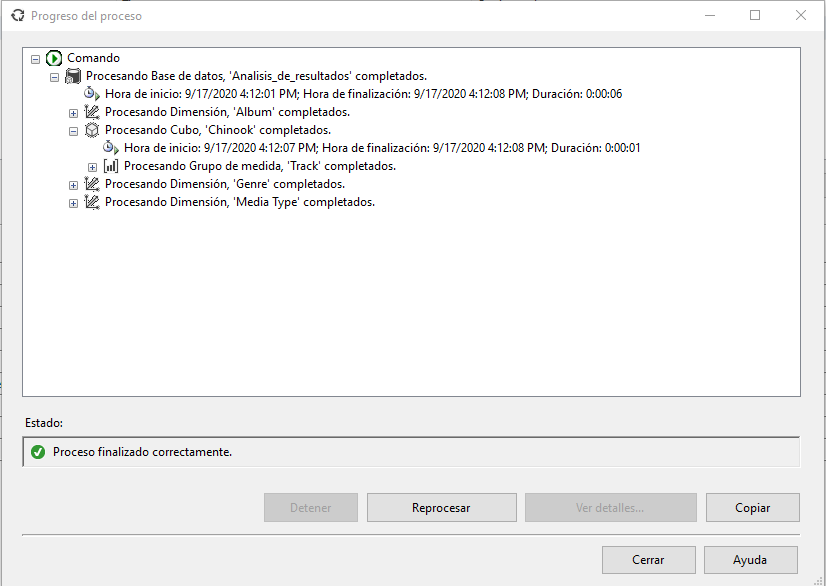 Progreso del proceso
Comando
Procesando Base de datos, 'Analisis_de_resultados' completados.
Hora de inicio: 9/17/2020 4:12:01 PM; Hora de finalización: 9/17/2020 4:12:08 PM; Duración: 0:00:06
Procesando Dimensión, 'Album' completados.
Procesando Cubo, 'Chinook' completados.
Hora de inicio: 9/17/2020 4:12:07 PM; Hora de finalización: 9/17/2020 4:12:08 PM; Duración: 0:00:01
Procesando Grupo de medida, 'Track' completados.
Procesando Dimensión, 'Genre' completados.
Procesando Dimensión, 'Media Type' completados.
Estado:
Proceso finalizado correctamente.
Detener Reprocesar Ver detalles... Copiar
Cerrar Ayuda